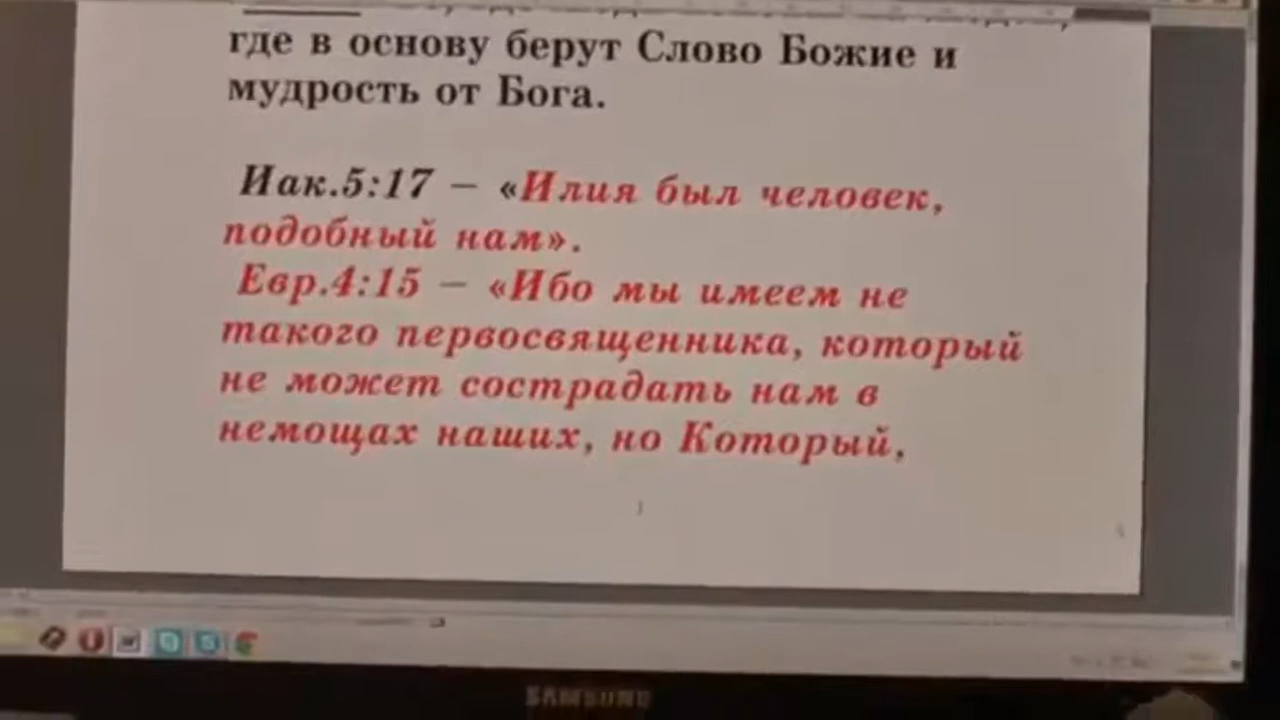 где в основу берут Слово Божие и
мудрость от Бога.
Иак.5:17 – «Илия был человек,
подобный нам».
Евр.4:15 – «Ибо мы имеем не
такого первосвященника, который
не может сострадать нам в
немощах наших, но Который,
SAMSUNG